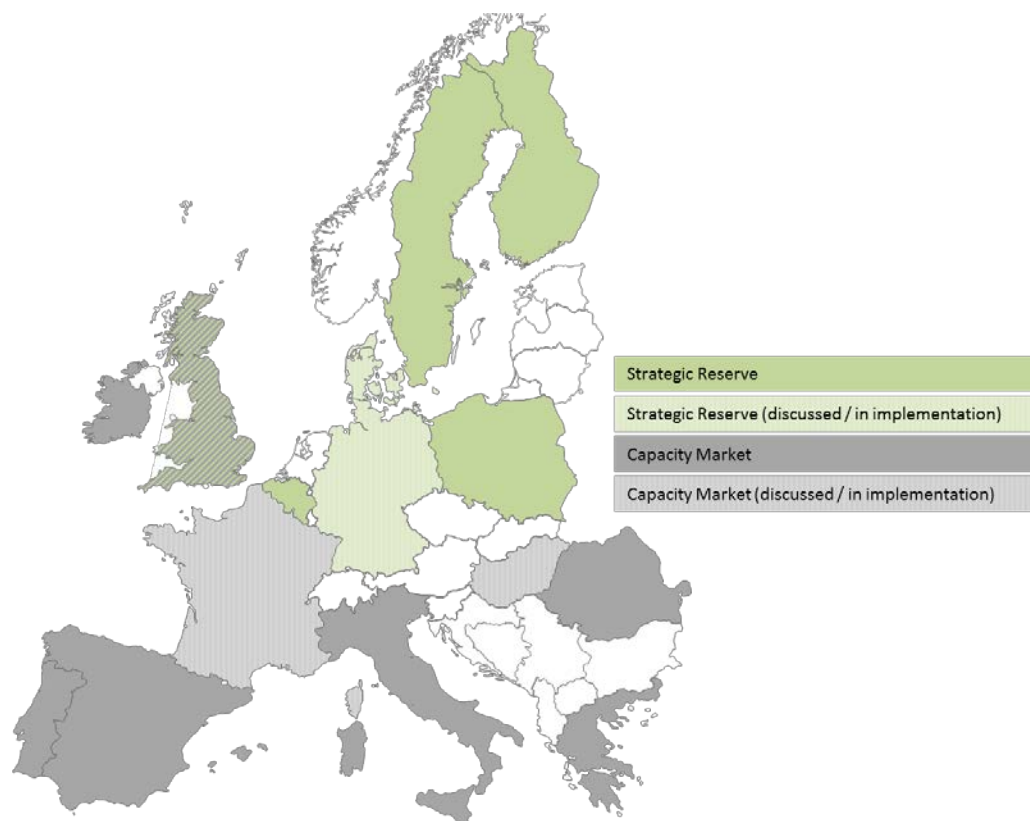 Strategic Reserve
Strategic Reserve (discussed / in implementation)
Capacity Market
Capacity Market (discussed / in implementation)